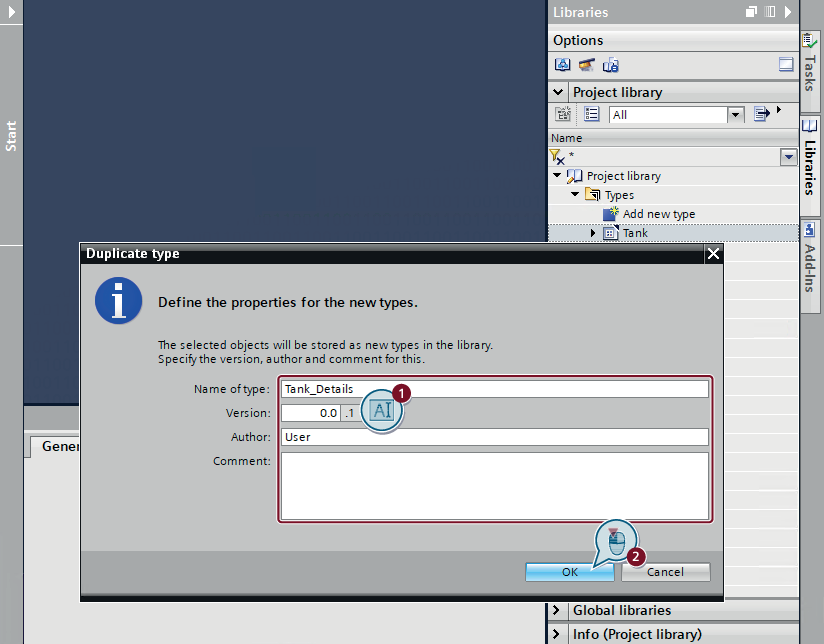 Libraries
Options
Project library
All
Name
*
Project library
Types
Add new type
Tank
Start
Tasks
Libraries
Add-Ins
Duplicate type
Define the properties for the new types.
The selected objects will be stored as new types in the library.
Specify the version, author and comment for this.
Name of type: Tank_Details
Version: 0.0 .1
Author: User
Comment:
AI
1
2
OK Cancel
Gener
Global libraries
Info (Project library)